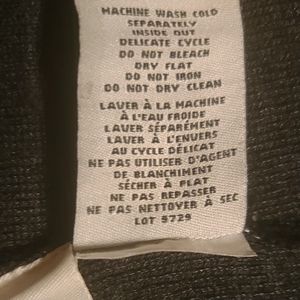 MACHINE WASH COLD
SEPARATELY
INSIDE OUT
DELICATE CYCLE
DO NOT BLEACH
DRY FLAT
DO NOT IRON
DO NOT DRY CLEAN
LAVER À LA MACHINE
À L'EAU FROIDE
LAVER SÉPARÉMENT
LAVER À L'ENVERS
AU CYCLE DÉLICAT
NE PAS UTILISER D'AGENT
DE BLANCHIMENT
SÉCHER À PLAT
NE PAS REPASSER
NE PAS NETTOYER À SEC
LOT 5729